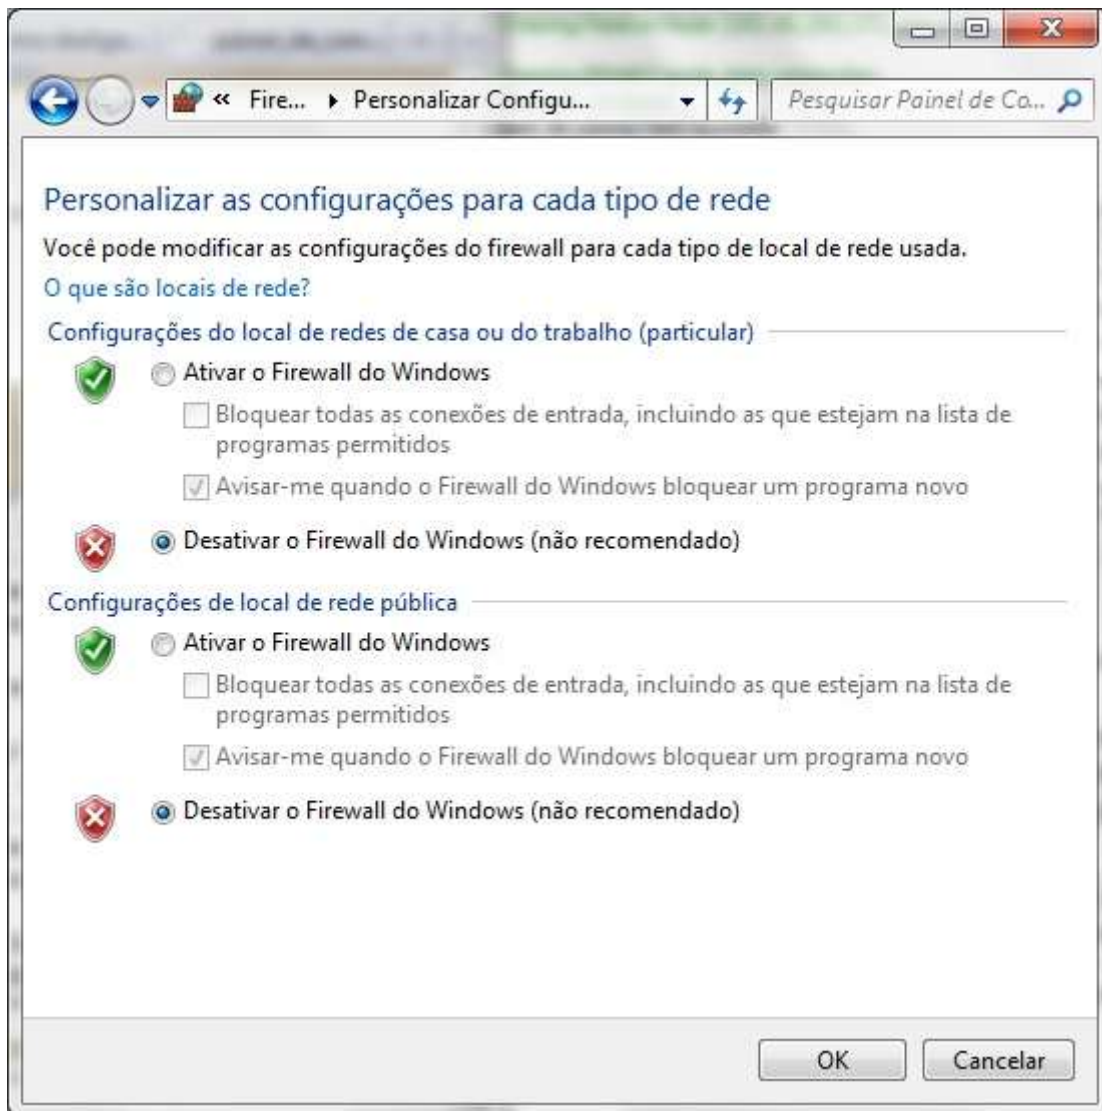 « Fire... Personalizar Configu... Pesquisar Painel de Co...
Personalizar as configurações para cada tipo de rede
Você pode modificar as configurações do firewall para cada tipo de local de rede usada.
O que são locais de rede?
Configurações do local de redes de casa ou do trabalho (particular)
Ativar o Firewall do Windows
Bloquear todas as conexões de entrada, incluindo as que estejam na lista de
programas permitidos
Avisar-me quando o Firewall do Windows bloquear um programa novo
Desativar o Firewall do Windows (não recomendado)
Configurações de local de rede pública
Ativar o Firewall do Windows
Bloquear todas as conexões de entrada, incluindo as que estejam na lista de
programas permitidos
Avisar-me quando o Firewall do Windows bloquear um programa novo
Desativar o Firewall do Windows (não recomendado)
OK Cancelar